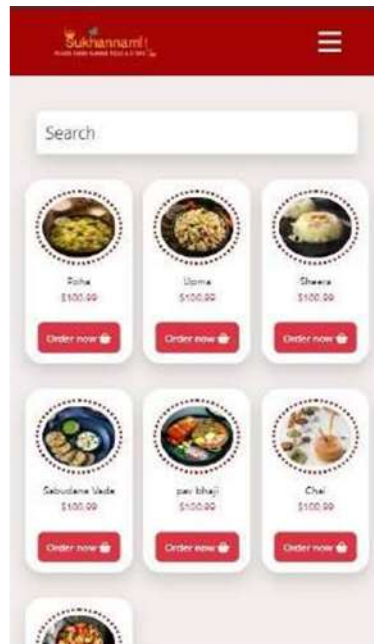 Sukhannam!!
Search
Poha
Upma
Sheera
$100.99
$100.99
$100.99
Order now
Order now
Order now
Sabudana Vada
pav bhaji
Chai
$100.99
$100.99
$100.99
Order now
Order now
Order now